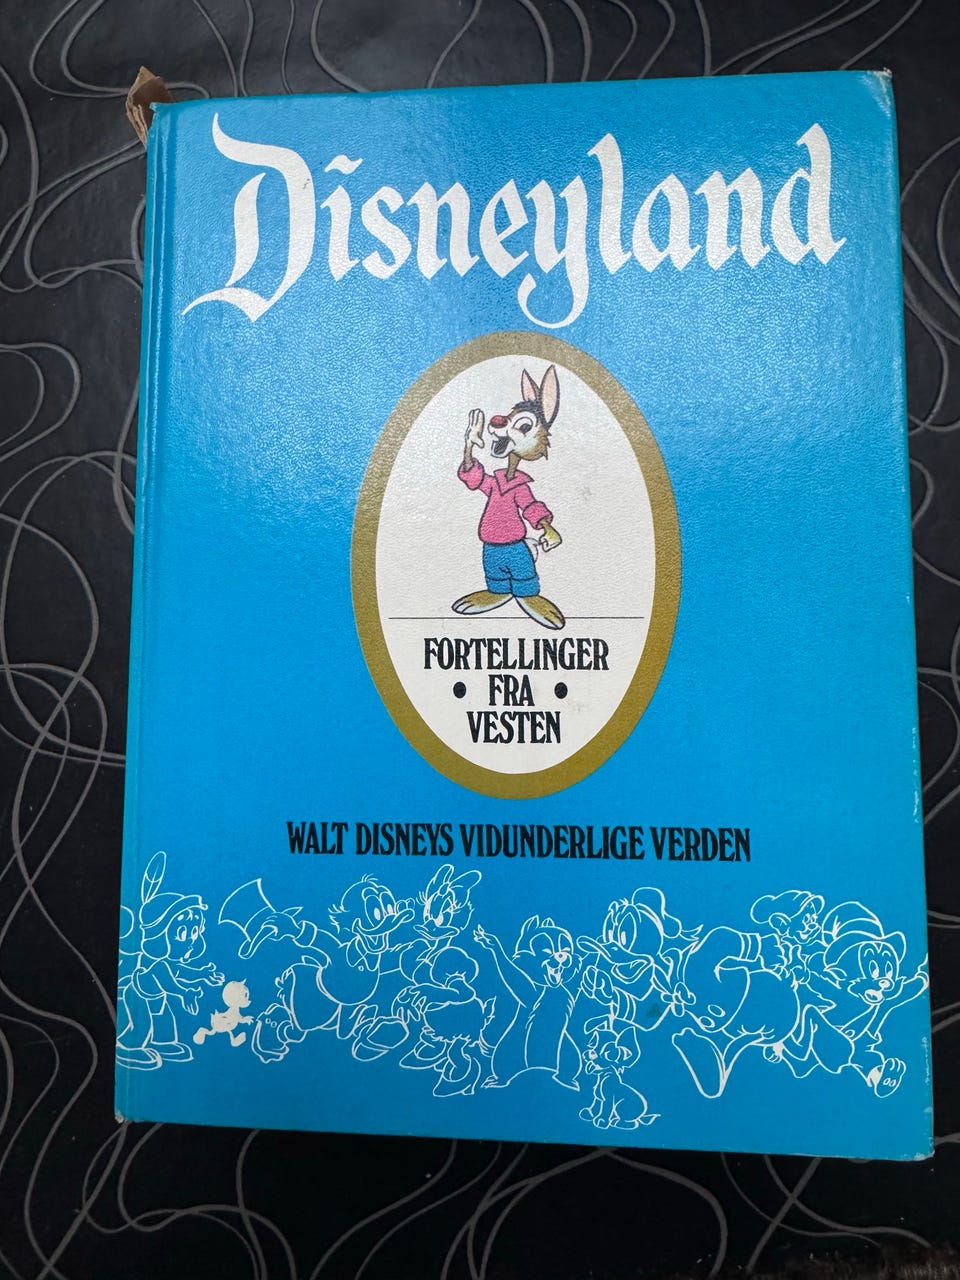 Disneyland
FORTELLINGER
• FRA •
VESTEN
WALT DISNEYS VIDUNDERLIGE VERDEN